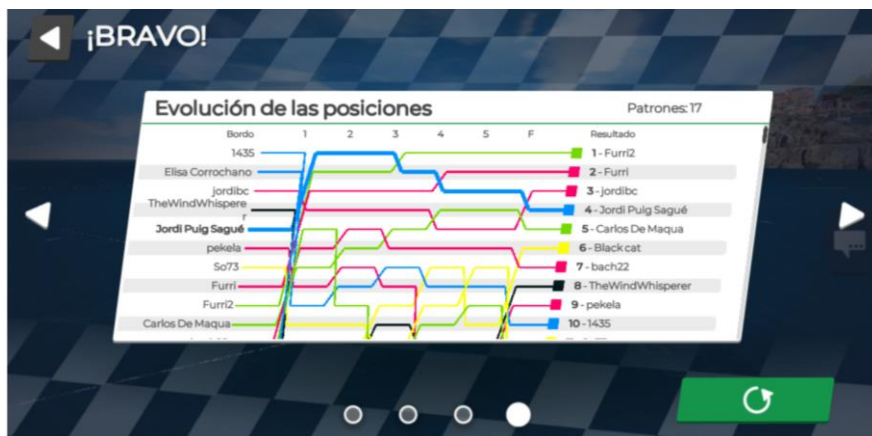 ¡BRAVO!
Evolución de las posiciones
Patrones: 17
Bordo 1 2 3 4 5 F Resultado
1435
1 - Furri2
Elisa Corrochano
2 - Furri
jordibc
3 - jordibc
TheWindWhispere
r
4 - Jordi Puig Sagué
Jordi Puig Sagué
5 - Carlos De Maqua
pekela
6 - Black cat
So73
7 - bach22
Furri
8 - TheWindWhisperer
Furri2
9 - pekela
Carlos De Maqua
10 - 1435